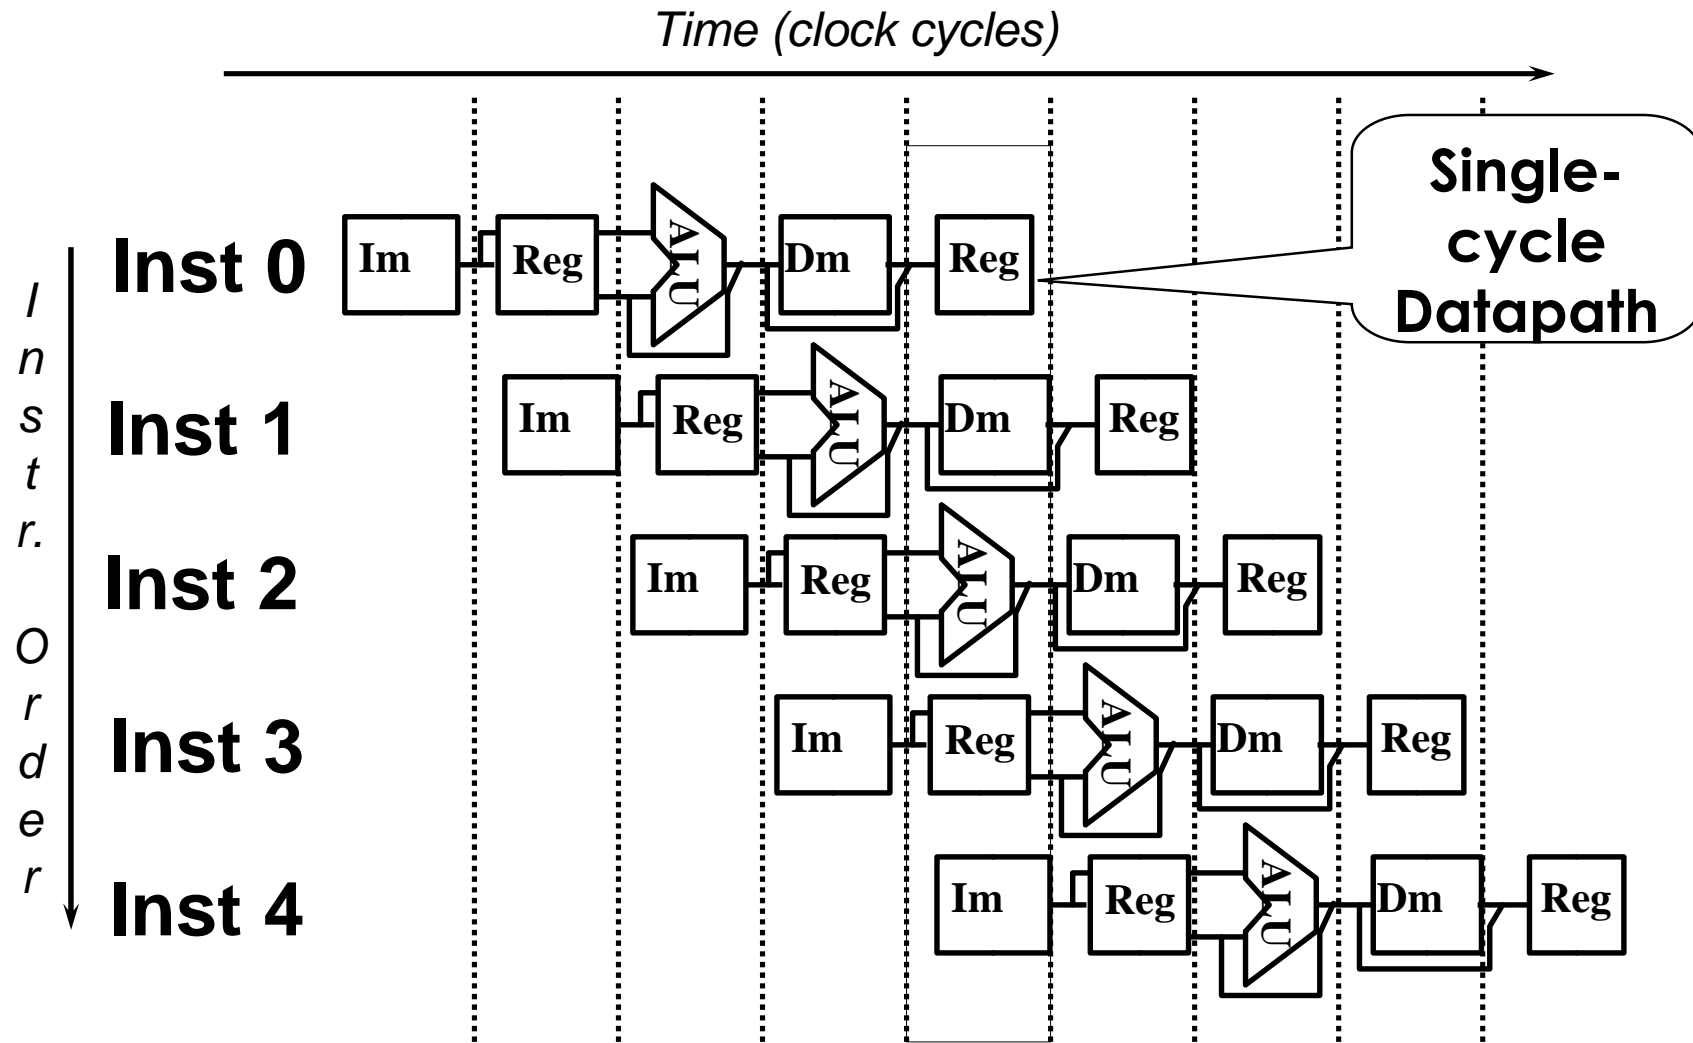 Time (clock cycles)
Single-
cycle
Datapath
Instr. Order
Inst 0 Im Reg ALU Dm Reg
Inst 1 Im Reg ALU Dm Reg
Inst 2 Im Reg ALU Dm Reg
Inst 3 Im Reg ALU Dm Reg
Inst 4 Im Reg ALU Dm Reg